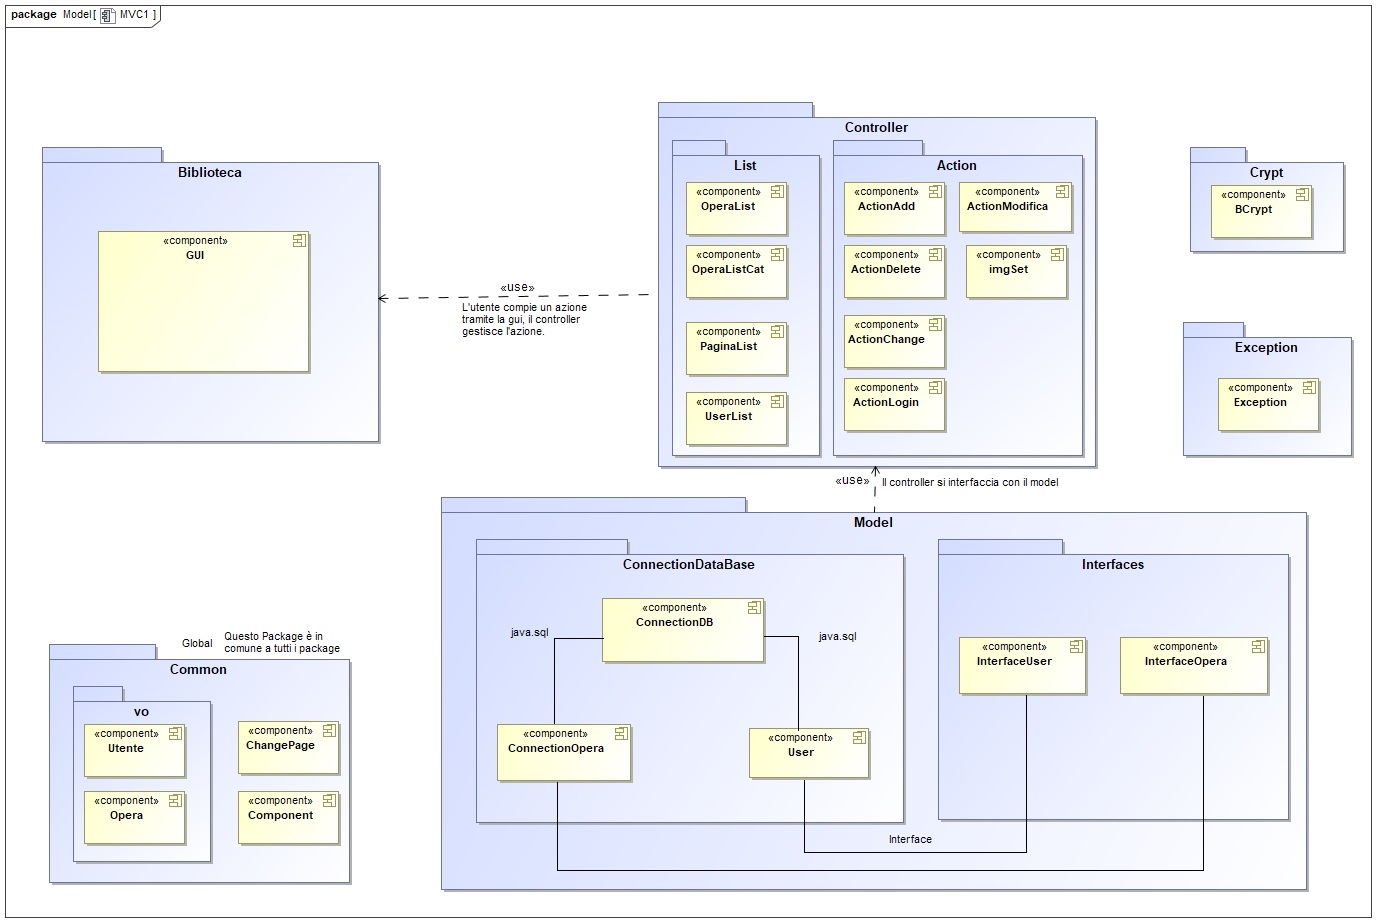 package Model[ MVC1 ]
Biblioteca
«component»
GUI
«use»
L'utente compie un azione
tramite la gui, il controller
gestisce l'azione.
Controller
List
«component»
OperaList
«component»
OperaListCat
«component»
PaginaList
«component»
UserList
Action
«component»
ActionAdd
«component»
ActionModifica
«component»
ActionDelete
«component»
imgSet
«component»
ActionChange
«component»
ActionLogin
Crypt
«component»
BCrypt
Exception
«component»
Exception
«use»
Il controller si interfaccia con il model
Model
ConnectionDataBase
«component»
ConnectionDB
java.sql
java.sql
«component»
ConnectionOpera
«component»
User
Interfaces
«component»
InterfaceUser
«component»
InterfaceOpera
Interface
Global
Questo Package è in
comune a tutti i package
Common
vo
«component»
Utente
«component»
Opera
«component»
ChangePage
«component»
Component